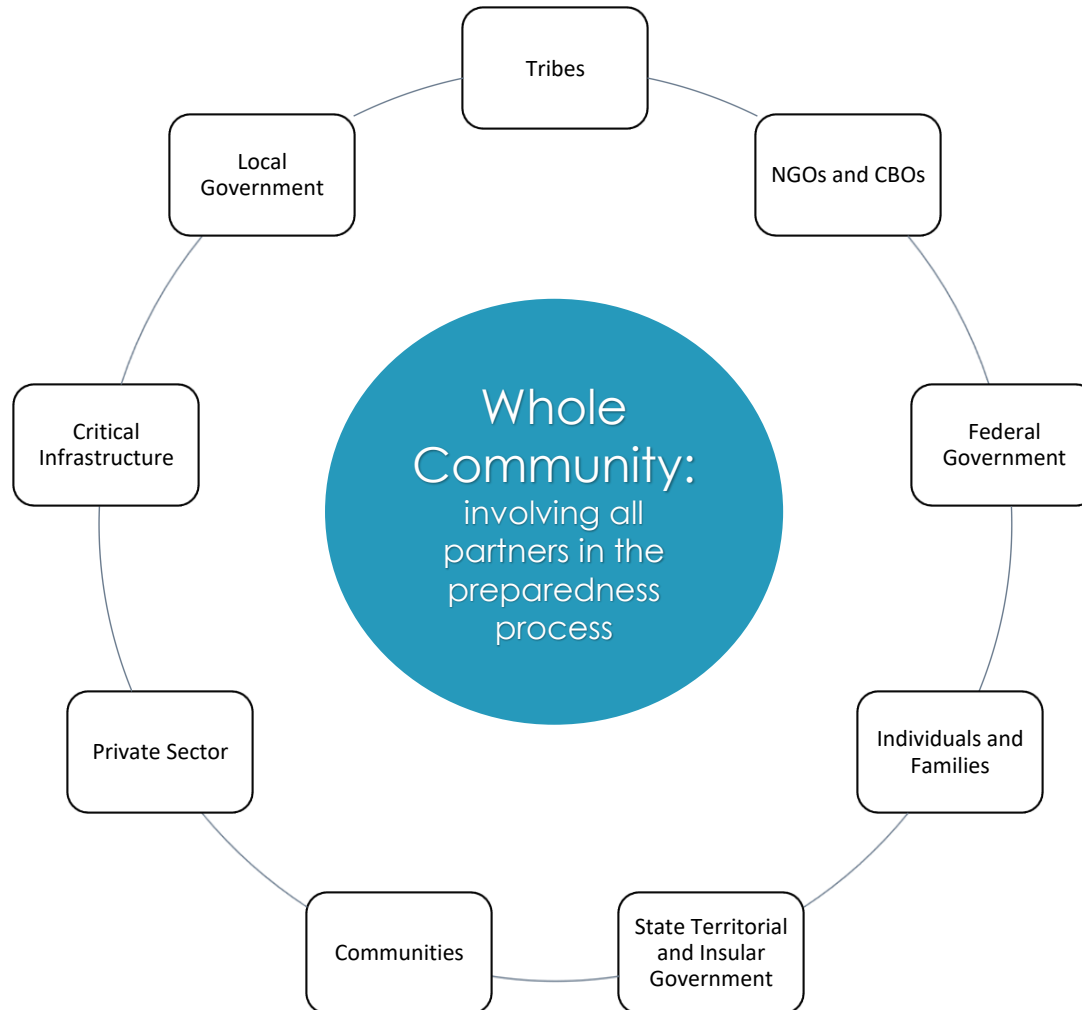 Tribes
NGOs and CBOs
Federal
Government
Individuals and
Families
State Territorial
and Insular
Government
Communities
Private Sector
Critical
Infrastructure
Local
Government
Whole
Community:
involving all
partners in the
preparedness
process